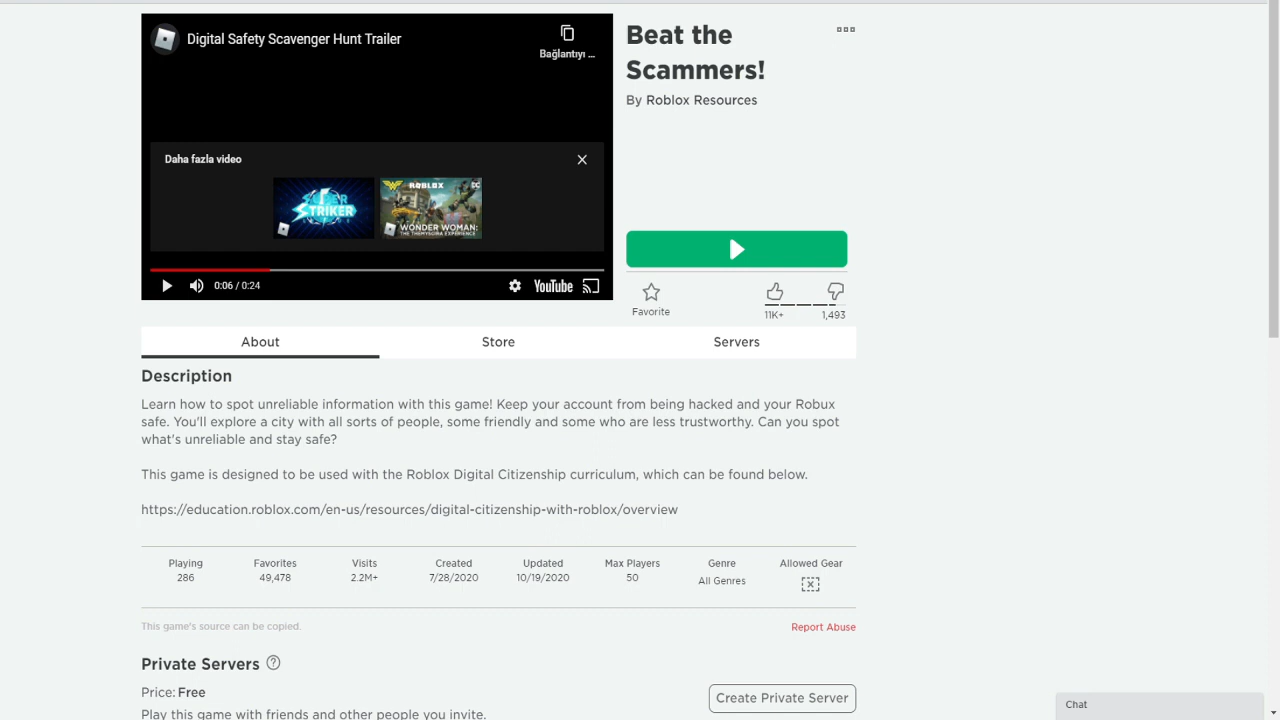 Digital Safety Scavenger Hunt Trailer
Bağlantıyı ...
Daha fazla video
STRIKER
ROBLOX
DC
WONDER WOMAN:
THE THEMYSCIRA EXPERIENCE
0:06 / 0:24
YouTube
Beat the
Scammers!
By Roblox Resources
Favorite
11K+
1,493
About
Store
Servers
Description
Learn how to spot unreliable information with this game! Keep your account from being hacked and your Robux
safe. You'll explore a city with all sorts of people, some friendly and some who are less trustworthy. Can you spot
what's unreliable and stay safe?
This game is designed to be used with the Roblox Digital Citizenship curriculum, which can be found below.
https://education.roblox.com/en-us/resources/digital-citizenship-with-roblox/overview
Playing
286
Favorites
49,478
Visits
2.2M+
Created
7/28/2020
Updated
10/19/2020
Max Players
50
Genre
All Genres
Allowed Gear
This game's source can be copied.
Report Abuse
Private Servers
Price: Free
Create Private Server
Play this game with friends and other people you invite.
Chat